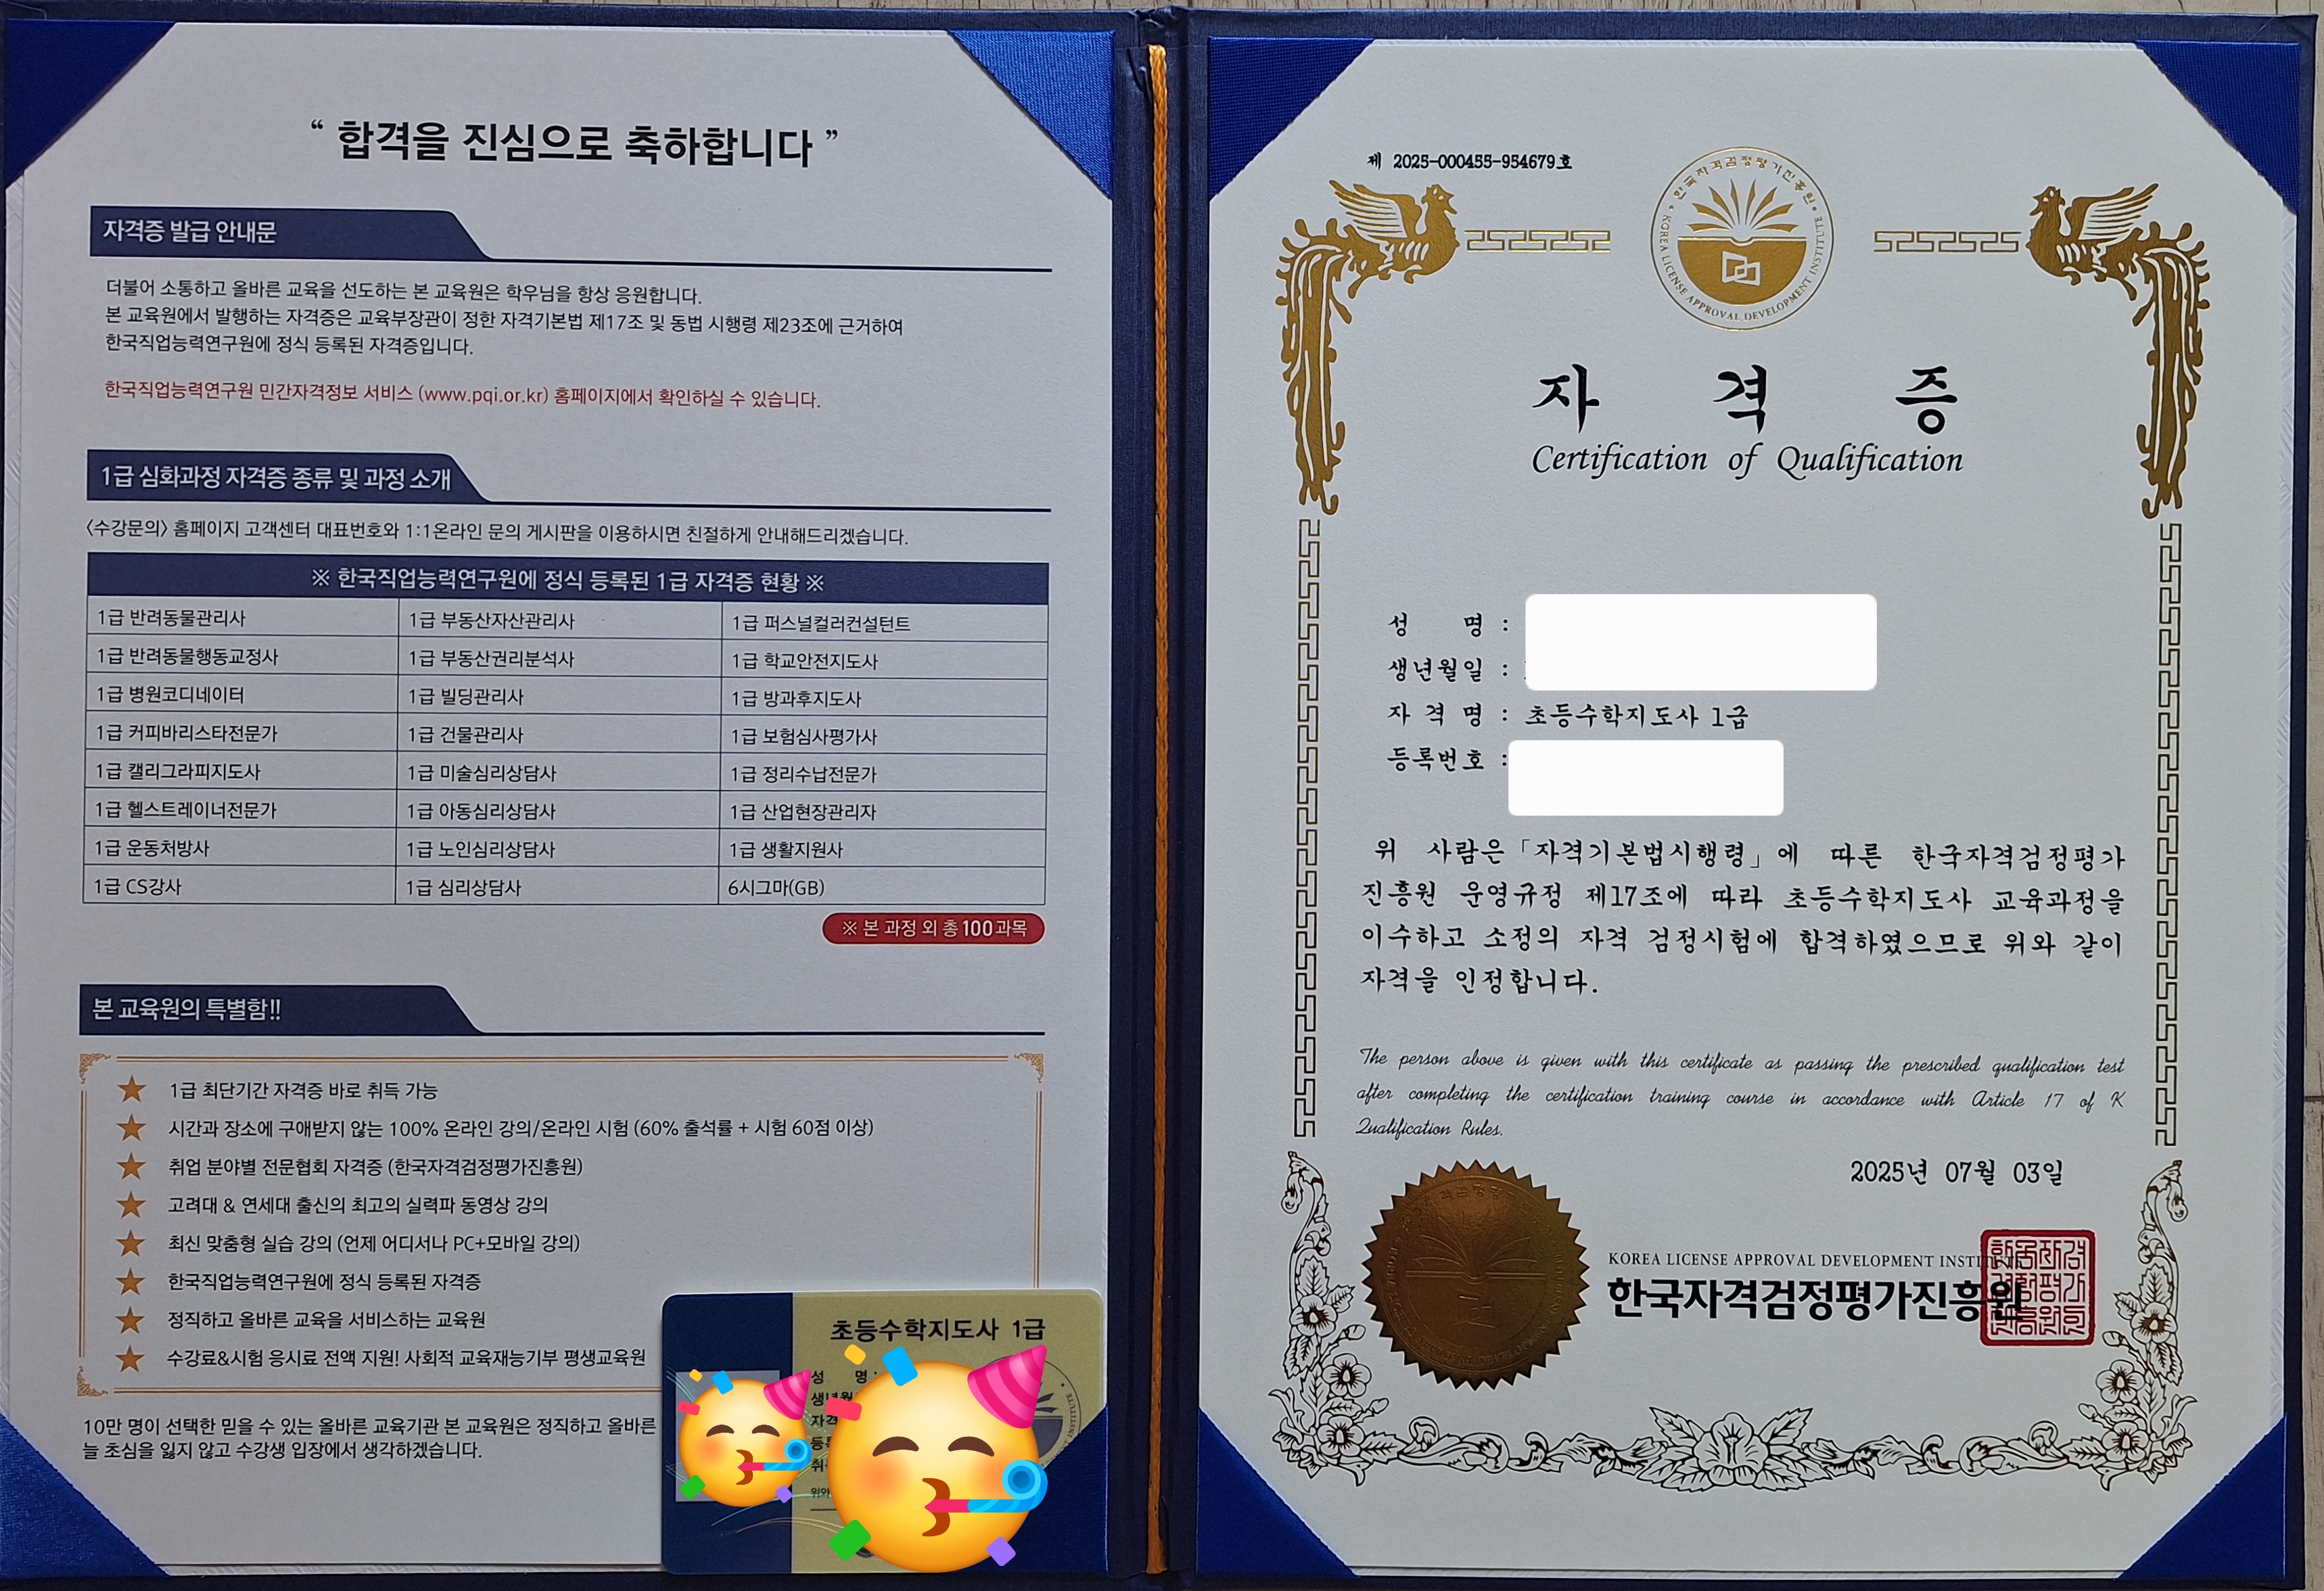 “ 합격을 진심으로 축하합니다 ”
자격증 발급 안내문
더불어 소통하고 올바른 교육을 선도하는 본 교육원은 학우님을 항상 응원합니다.
본 교육원에서 발행하는 자격증은 교육부장관이 정한 자격기본법 제17조 및 동법 시행령 제23조에 근거하여
한국직업능력연구원에 정식 등록된 자격증입니다.
한국직업능력연구원 민간자격정보 서비스 (www.pqi.or.kr) 홈페이지에서 확인하실 수 있습니다.
1급 심화과정 자격증 종류 및 과정 소개
〈수강문의〉 홈페이지 고객센터 대표번호와 1:1온라인 문의 게시판을 이용하시면 친절하게 안내해드리겠습니다.
※ 한국직업능력연구원에 정식 등록된 1급 자격증 현황 ※
1급 반려동물관리사 1급 부동산자산관리사 1급 퍼스널컬러컨설턴트
1급 반려동물행동교정사 1급 부동산권리분석사 1급 학교안전지도사
1급 병원코디네이터 1급 빌딩관리사 1급 방과후지도사
1급 커피바리스타전문가 1급 건물관리사 1급 보험심사평가사
1급 캘리그라피지도사 1급 미술심리상담사 1급 정리수납전문가
1급 헬스트레이너전문가 1급 아동심리상담사 1급 산업현장관리자
1급 운동처방사 1급 노인심리상담사 1급 생활지원사
1급 CS강사 1급 심리상담사 6시그마(GB)
※ 본 과정 외 총 100과목
본 교육원의 특별함!!
1급 최단기간 자격증 바로 취득 가능
시간과 장소에 구애받지 않는 100% 온라인 강의/온라인 시험 (60% 출석률 + 시험 60점 이상)
취업 분야별 전문협회 자격증 (한국자격검정평가진흥원)
고려대 & 연세대 출신의 최고의 실력파 동영상 강의
최신 맞춤형 실습 강의 (언제 어디서나 PC+모바일 강의)
한국직업능력연구원에 정식 등록된 자격증
정직하고 올바른 교육을 서비스하는 교육원
수강료&시험 응시료 전액 지원! 사회적 교육재능기부 평생교육원
10만 명이 선택한 믿을 수 있는 올바른 교육기관 본 교육원은 정직하고 올바른
늘 초심을 잃지 않고 수강생 입장에서 생각하겠습니다.
초등수학지도사 1급
성 명 :
제 2025-000455-954679호
한국자격검정평가진흥원
KOREA LICENSE APPROVAL DEVELOPMENT INSTITUTE
자 격 증
Certification of Qualification
성 명 :
생년월일 :
자 격 명 : 초등수학지도사 1급
등록번호 :
위 사람은 「자격기본법시행령」에 따른 한국자격검정평가
진흥원 운영규정 제17조에 따라 초등수학지도사 교육과정을
이수하고 소정의 자격 검정시험에 합격하였으므로 위와 같이
자격을 인정합니다.
The person above is given with this certificate as passing the prescribed qualification test
after completing the certification training course in accordance with Article 17 of K
Qualification Rules.
2025년 07월 03일
KOREA LICENSE APPROVAL DEVELOPMENT INSTITUTE
한국자격검정평가진흥원